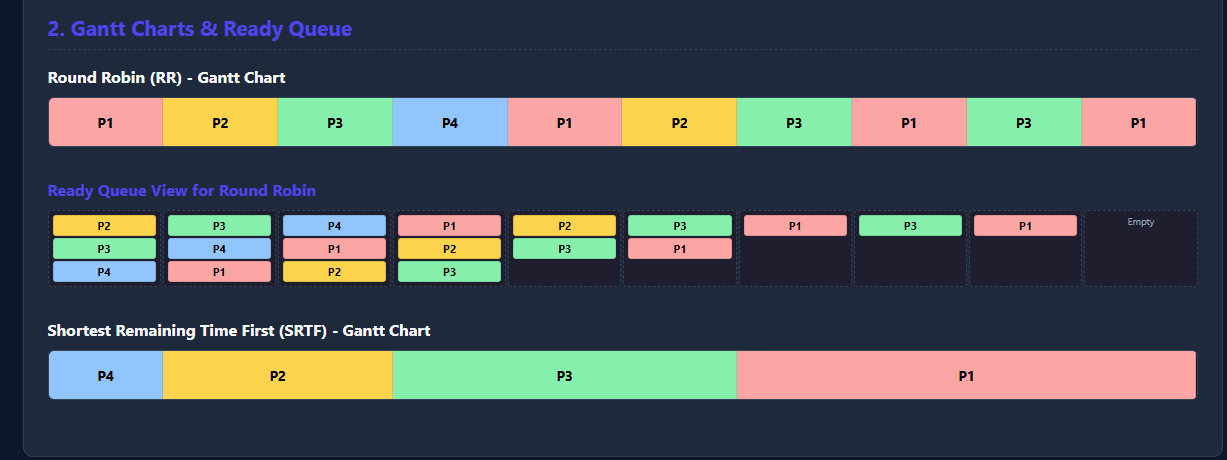 2. Gantt Charts & Ready Queue
Round Robin (RR) - Gantt Chart
P1 P2 P3 P4 P1 P2 P3 P1 P3 P1
Ready Queue View for Round Robin
P2 P3 P4 P1 P2 P3 P1 P3 P1 Empty
P3 P4 P1 P2 P3 P1
P4 P1 P2 P3
Shortest Remaining Time First (SRTF) - Gantt Chart
P4 P2 P3 P1